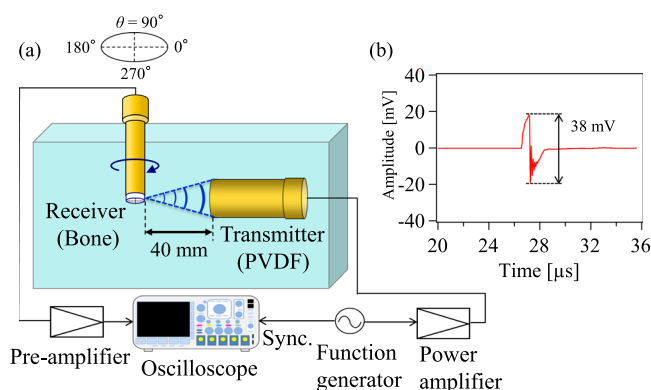 (a)
θ = 90°
180°
0°
270°
Receiver
(Bone)
40 mm
Transmitter
(PVDF)
Pre-amplifier
Oscilloscope
Sync.
Function
generator
Power
amplifier
(b)
Amplitude [mV]
40
20
0
-20
-40
38 mV
20
24
28
32
36
Time [µs]